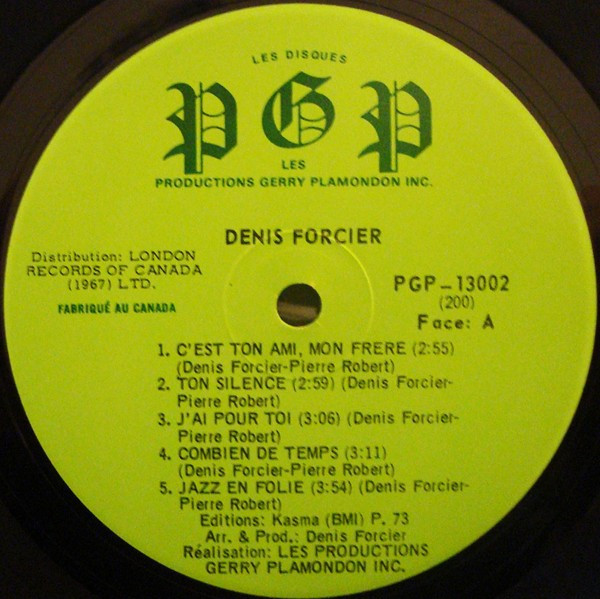 LES DISQUES
PGP
LES
PRODUCTIONS GERRY PLAMONDON INC.
DENIS FORCIER
Distribution: LONDON
RECORDS OF CANADA
(1967) LTD.
FABRIQUÉ AU CANADA
PGP-13002
(200)
Face: A
1. C'EST TON AMI, MON FRERE (2:55)
(Denis Forcier-Pierre Robert)
2. TON SILENCE (2:59) (Denis Forcier-
Pierre Robert)
3. J'AI POUR TOI (3:06) (Denis Forcier-
Pierre Robert)
4. COMBIEN DE TEMPS (3:11)
(Denis Forcier-Pierre Robert)
5. JAZZ EN FOLIE (3:54) (Denis Forcier-
Pierre Robert)
Editions: Kasma (BMI) P. 73
Arr. & Prod.: Denis Forcier
Réalisation: LES PRODUCTIONS
GERRY PLAMONDON INC.